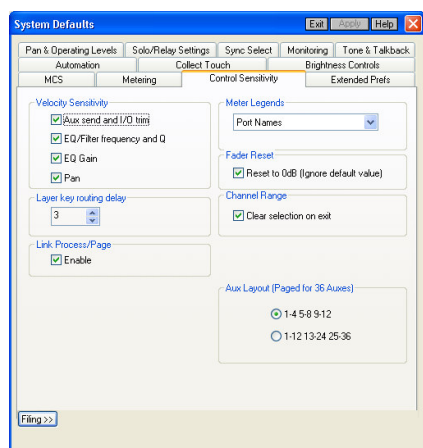 System Defaults Exit Apply Help
Pan & Operating Levels Solo/Relay Settings Sync Select Monitoring Tone & Talkback
Automation Collect Touch Brightness Controls
MCS Metering Control Sensitivity Extended Prefs
Velocity Sensitivity
Aux send and I/O trim
EQ/Filter frequency and Q
EQ Gain
Pan
Layer key routing delay
3
Link Process/Page
Enable
Meter Legends
Port Names
Fader Reset
Reset to 0dB (Ignore default value)
Channel Range
Clear selection on exit
Aux Layout (Paged for 36 Auxes)
1-4 5-8 9-12
1-12 13-24 25-36
Filing >>